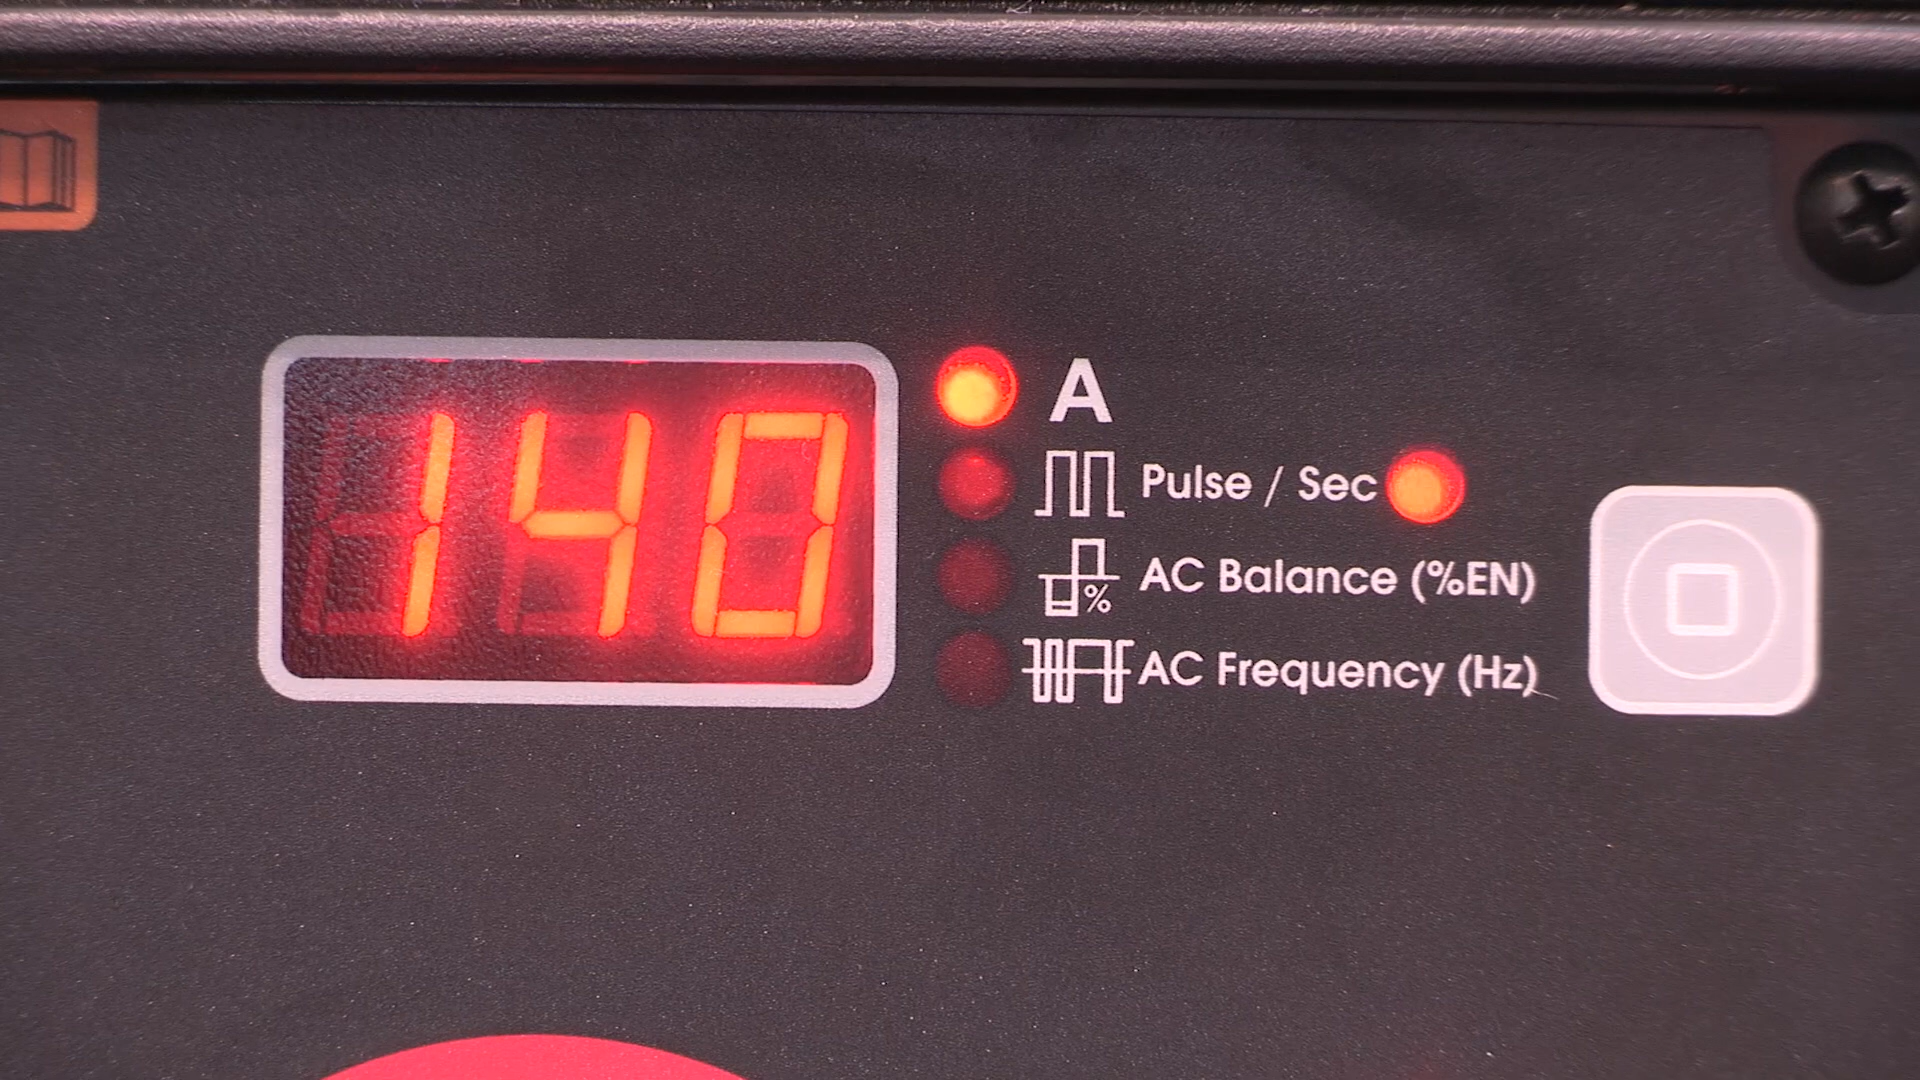 140
A
Pulse / Sec
% AC Balance (%EN)
AC Frequency (Hz)